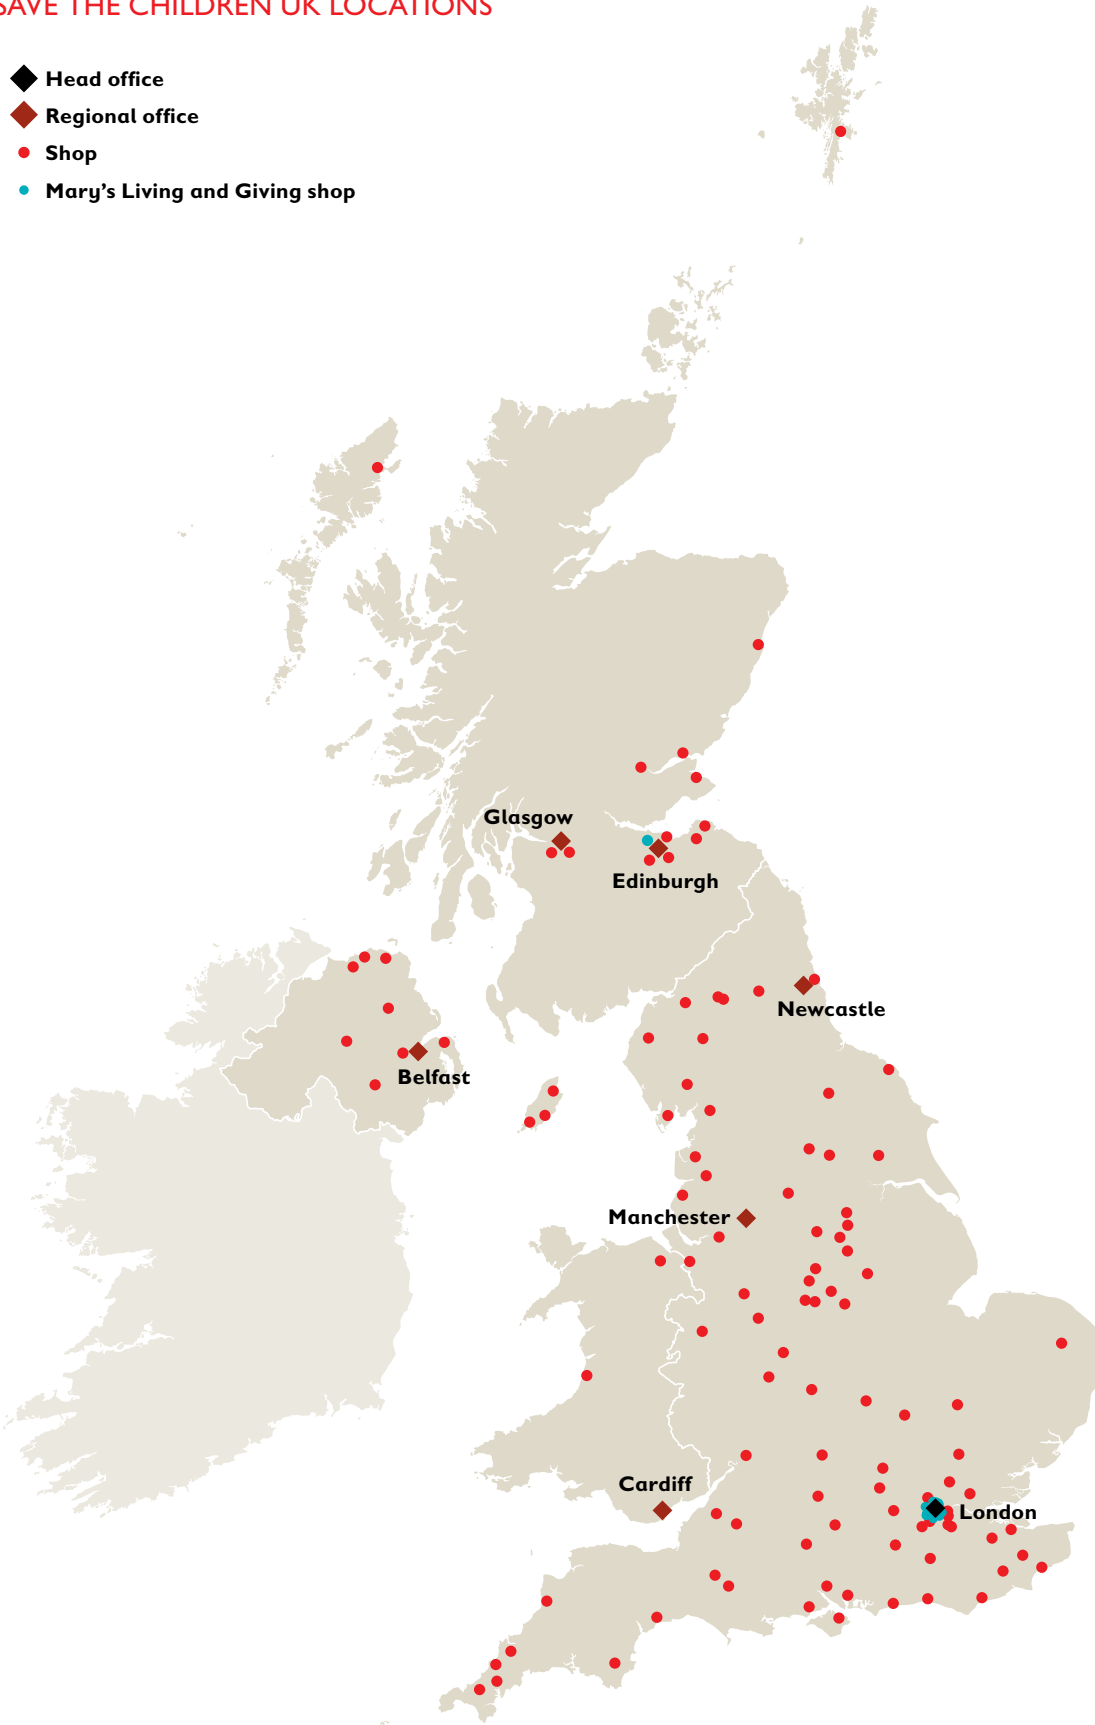 SAVE THE CHILDREN UK LOCATIONS
Head office
Regional office
Shop
Mary's Living and Giving shop
Glasgow
Edinburgh
Newcastle
Belfast
Manchester
Cardiff
London